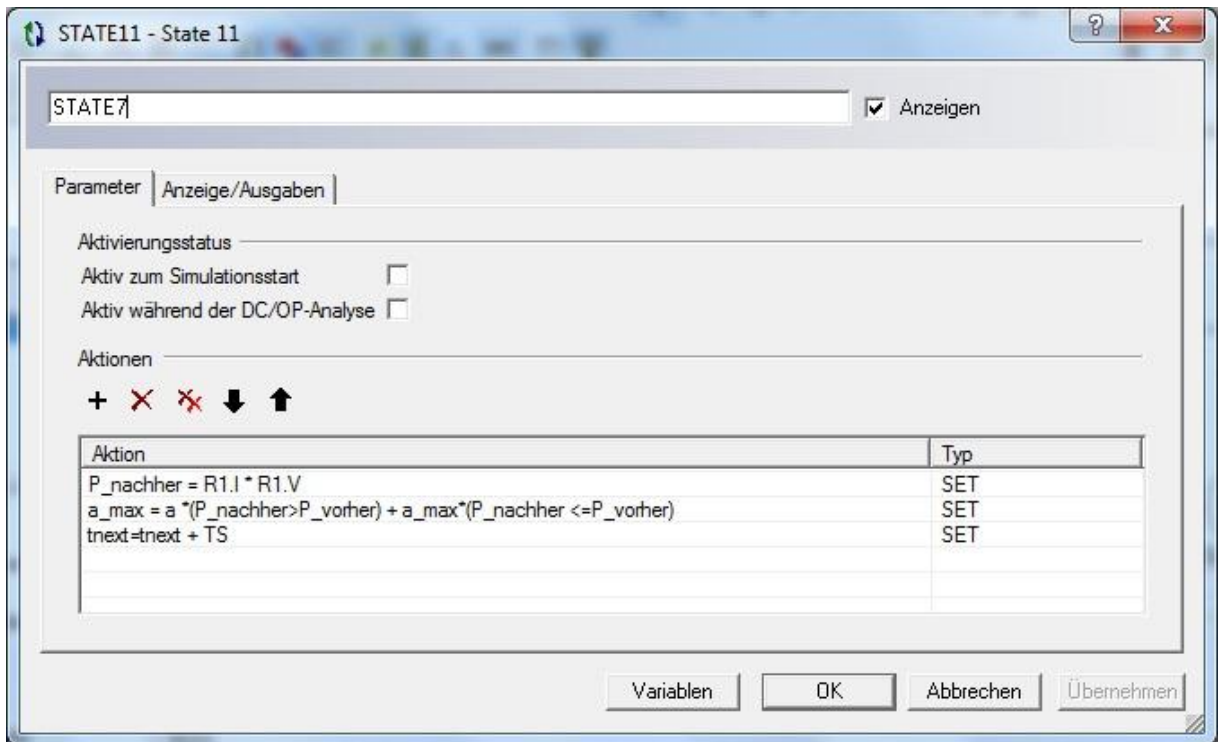 STATE11 - State 11
STATE7
Anzeigen
Parameter
Anzeige/Ausgaben
Aktivierungsstatus
Aktiv zum Simulationsstart
Aktiv während der DC/OP-Analyse
Aktionen
Aktion Typ
P_nachher = R1.I * R1.V SET
a_max = a *(P_nachher>P_vorher) + a_max*(P_nachher <=P_vorher) SET
tnext=tnext + TS SET
Variablen OK Abbrechen Übernehmen